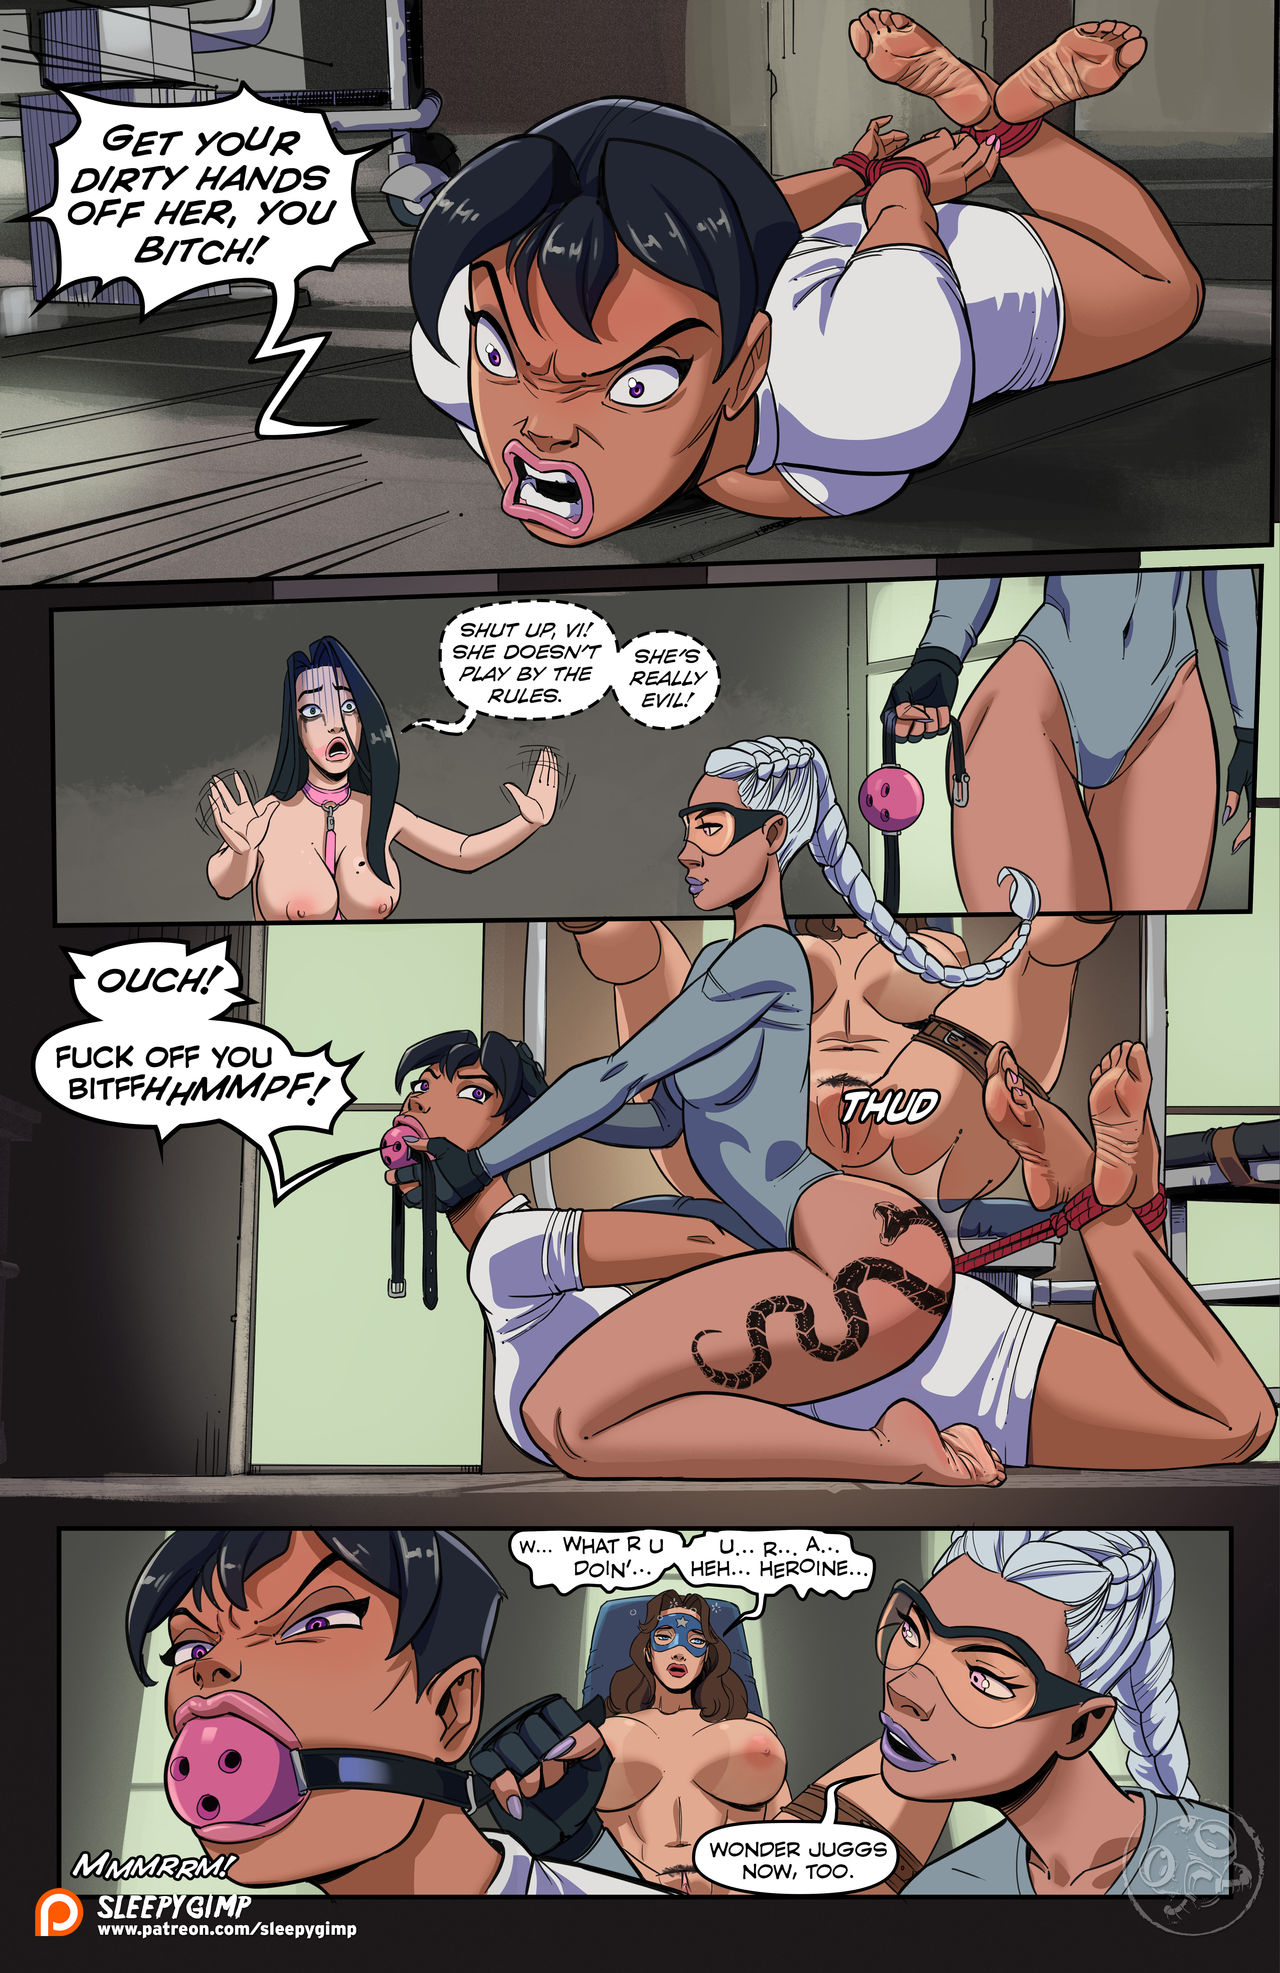 GET YOUR
DIRTY HANDS
OFF HER, YOU
BITCH!
SHUT UP, VI!
SHE DOESN'T
PLAY BY THE
RULES.
SHE'S
REALLY
EVIL!
OUCH!
FUCK OFF YOU
BITFFHHMMMPF!
THUD
W... WHAT R U
DOIN'...
U... R... A...
HEH... HEROINE...
WONDER JUGGS
NOW, TOO.
MMMMRRM!
SLEEPYGIMP
www.patreon.com/sleepygimp